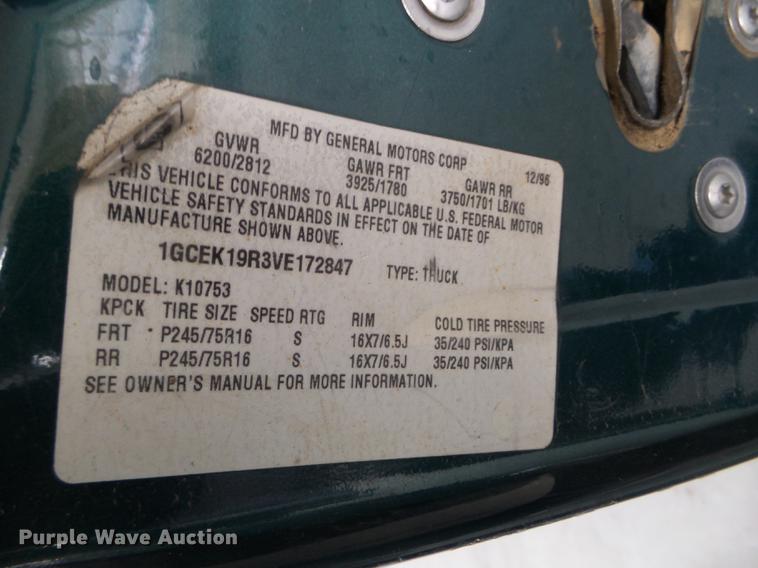 MFD BY GENERAL MOTORS CORP 12/96
GVWR GAWR FRT GAWR RR
6200/2812 3925/1780 3750/1701 LB/KG
THIS VEHICLE CONFORMS TO ALL APPLICABLE U.S. FEDERAL MOTOR
VEHICLE SAFETY STANDARDS IN EFFECT ON THE DATE OF
MANUFACTURE SHOWN ABOVE.
1GCEK19R3VE172847 TYPE: TRUCK
MODEL: K10753
KPCK TIRE SIZE SPEED RTG RIM COLD TIRE PRESSURE
FRT P245/75R16 S 16X7/6.5J 35/240 PSI/KPA
RR P245/75R16 S 16X7/6.5J 35/240 PSI/KPA
SEE OWNER'S MANUAL FOR MORE INFORMATION.
Purple Wave Auction